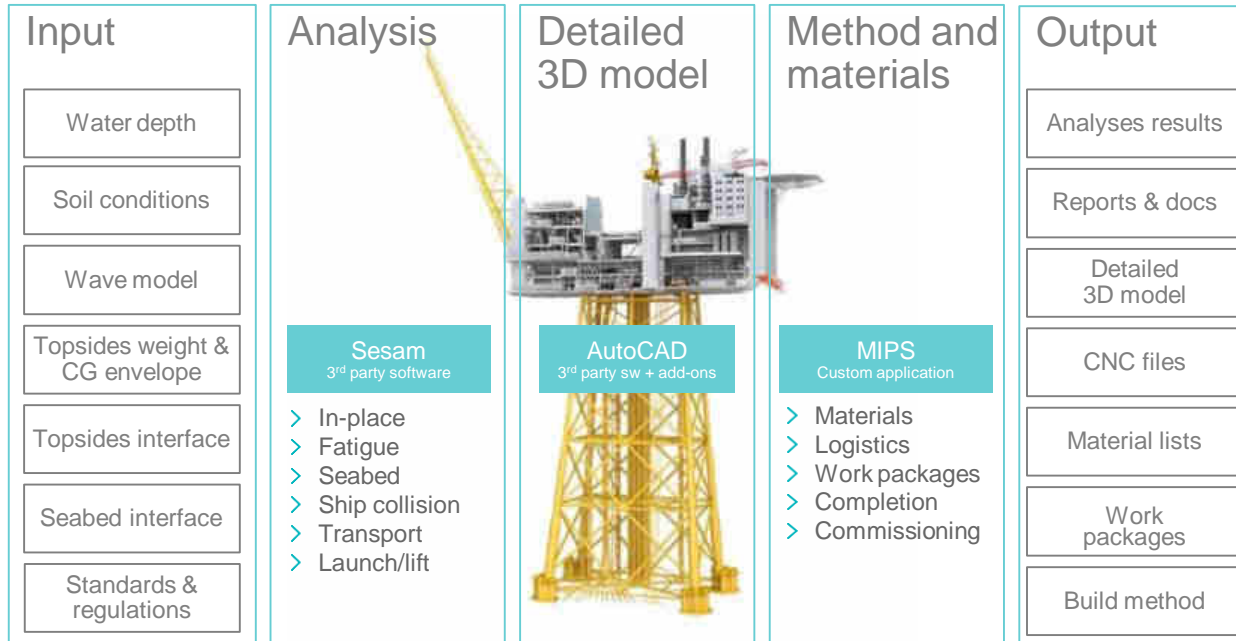 Input
Water depth
Soil conditions
Wave model
Topsides weight &
CG envelope
Topsides interface
Seabed interface
Standards &
regulations
Analysis
Sesam
3rd party software
In-place
Fatigue
Seabed
Ship collision
Transport
Launch/lift
Detailed
3D model
AutoCAD
3rd party sw + add-ons
Method and
materials
MIPS
Custom application
Materials
Logistics
Work packages
Completion
Commissioning
Output
Analyses results
Reports & docs
Detailed
3D model
CNC files
Material lists
Work
packages
Build method